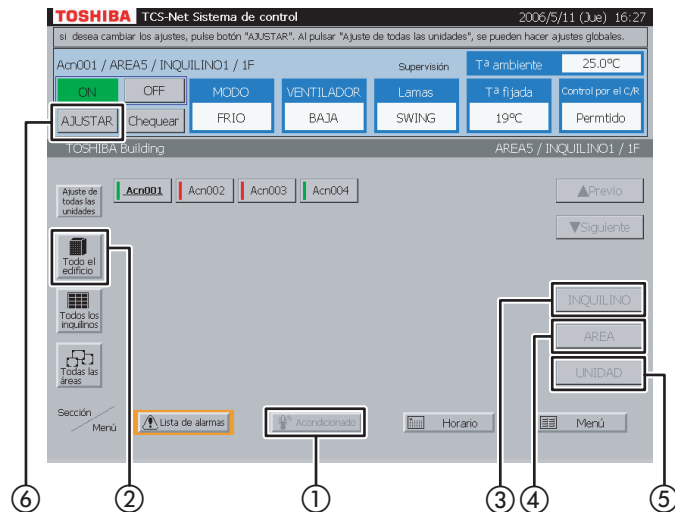 TOSHIBA TCS-Net Sistema de control 2006/5/11 (Jue) 16:27
si desea cambiar los ajustes, pulse botón "AJUSTAR". Al pulsar "Ajuste de todas las unidades", se pueden hacer ajustes globales.
Acn001 / AREA5 / INQUILINO1 / 1F Supervisión Tª ambiente 25.0ºC
ON OFF MODO VENTILADOR Lamas Tª fijada Control por el C/R
AJUSTAR Chequear FRIO BAJA SWING 19ºC Permtido
TOSHIBA Building AREA5 / INQUILINO1 / 1F
Ajuste de
todas las
unidades
Acn001 Acn002 Acn003 Acn004
▲Previo
▼Siguiente
Todo el
edificio
Todos los
inquilinos
Todas las
áreas
INQUILINO
AREA
UNIDAD
Sección
Menú
Lista de alarmas Acondicionado Horario Menú
⑥ ② ① ③ ④ ⑤